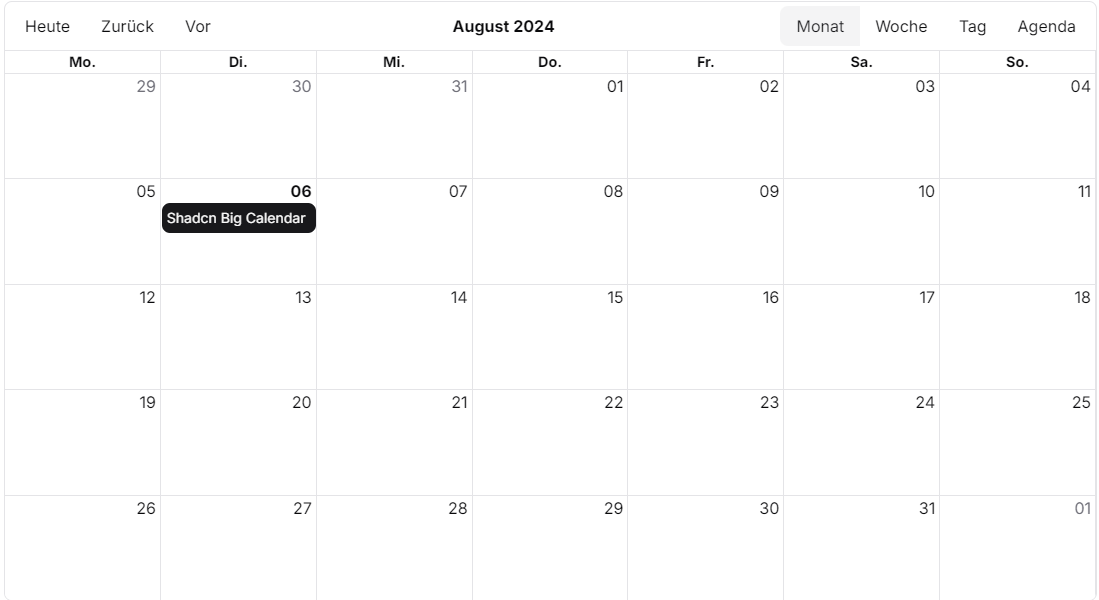 Heute Zurück Vor August 2024 Monat Woche Tag Agenda
Mo. Di. Mi. Do. Fr. Sa. So.
29 30 31 01 02 03 04
05 06 07 08 09 10 11
Shadcn Big Calendar
12 13 14 15 16 17 18
19 20 21 22 23 24 25
26 27 28 29 30 31 01